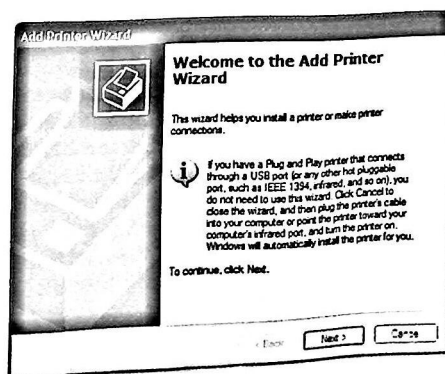 Add Printer Wizard
Welcome to the Add Printer
Wizard
This wizard helps you install a printer or make printer
connections.
If you have a Plug and Play printer that connects
through a USB port (or any other hot pluggable
port, such as IEEE 1394, infrared, and so on), you
do not need to use this wizard. Click Cancel to
close the wizard, and then plug the printer's cable
into your computer or point the printer toward your
computer's infrared port, and turn the printer on.
Windows will automatically install the printer for you.
To continue, click Next.
< Back
Next >
Cancel